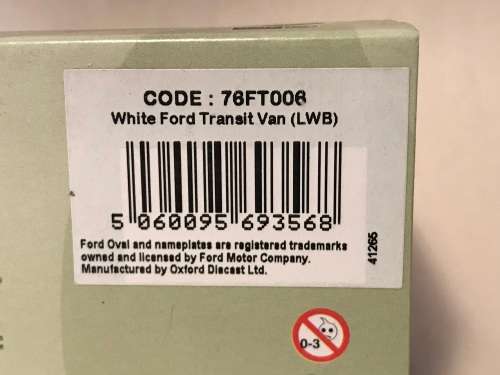 CODE : 76FT006
White Ford Transit Van (LWB)
5 060095 693568
Ford Oval and nameplates are registered trademarks
owned and licensed by Ford Motor Company.
Manufactured by Oxford Diecast Ltd.
41265
0-3